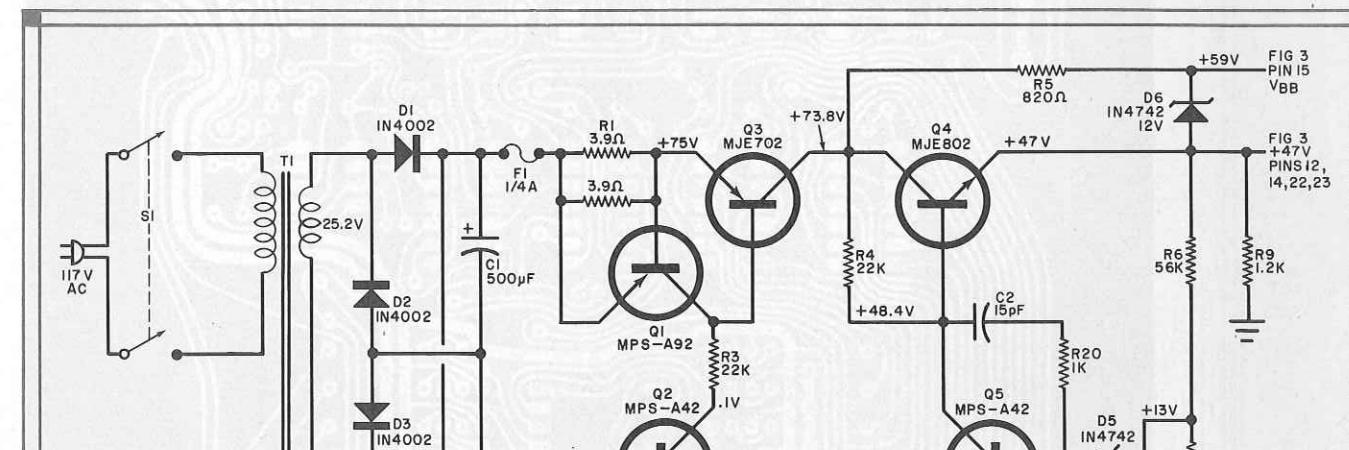 FIG 3
+59V
PIN 15
VBB
R5
820Ω
D6
IN4742
12V
D1
IN4002
R1
3.9Ω
+73.8V
Q3
MJE702
Q4
MJE802
+75V
+47V
FIG 3
+47V
PINS 12,
14,22,23
T1
F1
1/4A
3.9Ω
S1
25.2V
+
C1
500µF
117V
AC
R4
22K
R6
56K
R9
1.2K
D2
IN4002
C2
15pF
+48.4V
Q1
MPS-A92
R3
22K
R20
1K
Q2
MPS-A42
.1V
Q5
MPS-A42
D3
IN4002
+13V
D5
IN4742